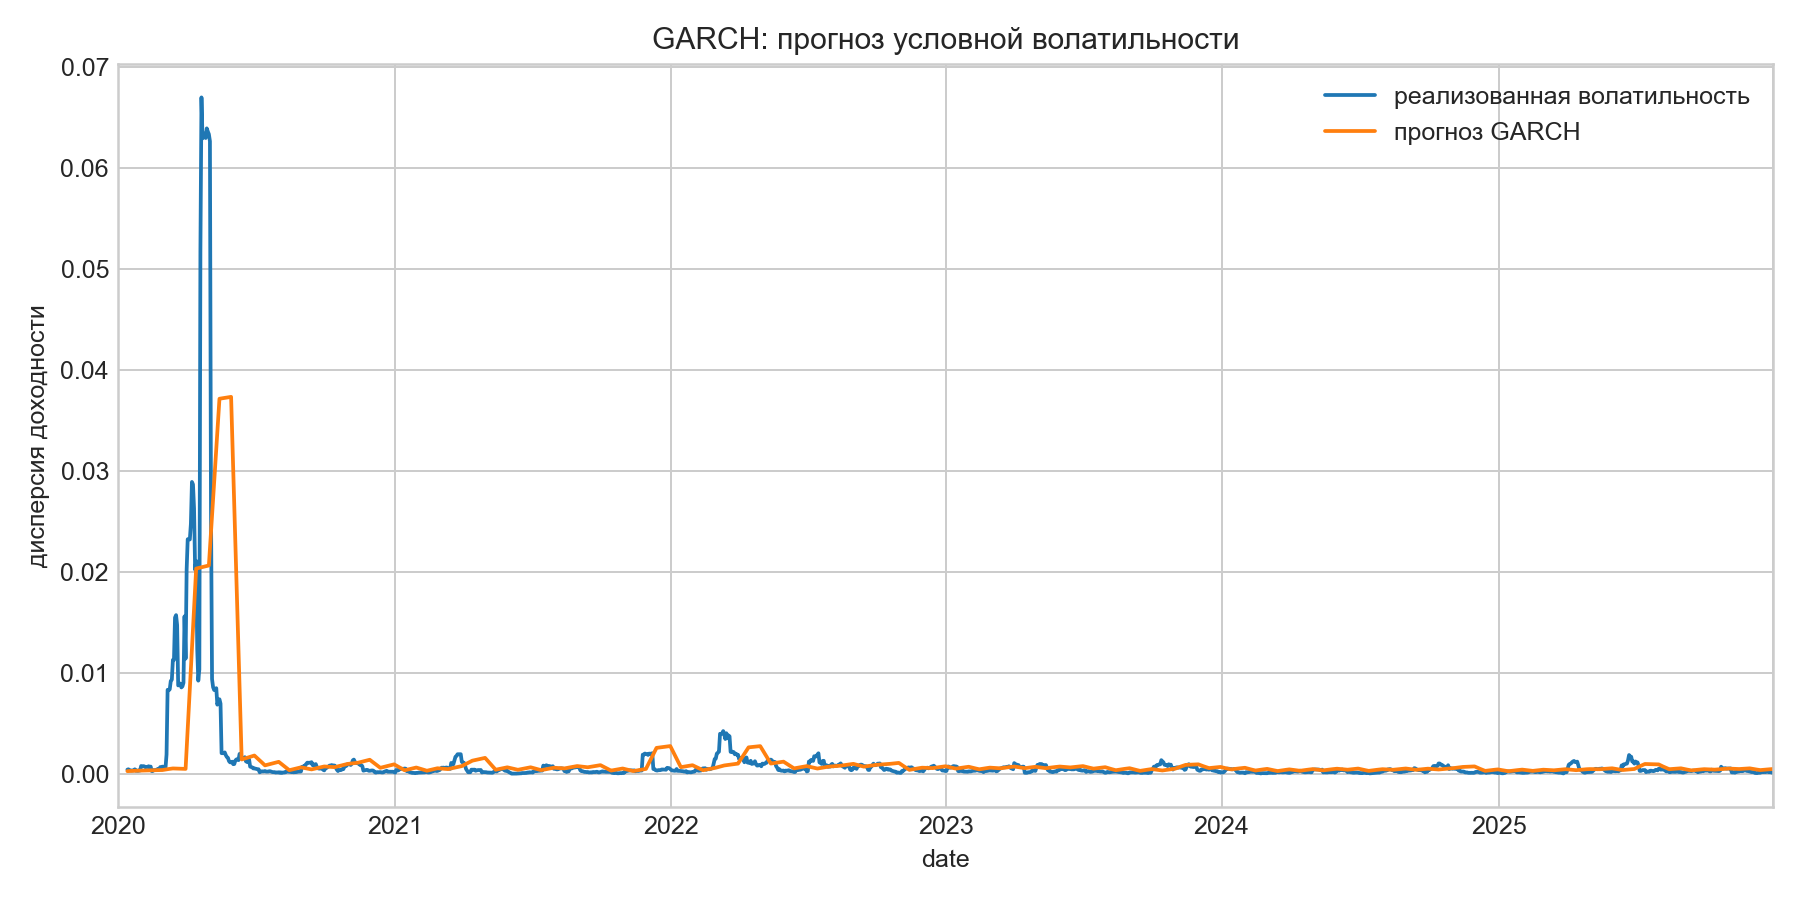 GARCH: прогноз условной волатильности
реализованная волатильность
прогноз GARCH
дисперсия доходности
0.07
0.06
0.05
0.04
0.03
0.02
0.01
0.00
2020 2021 2022 2023 2024 2025
date